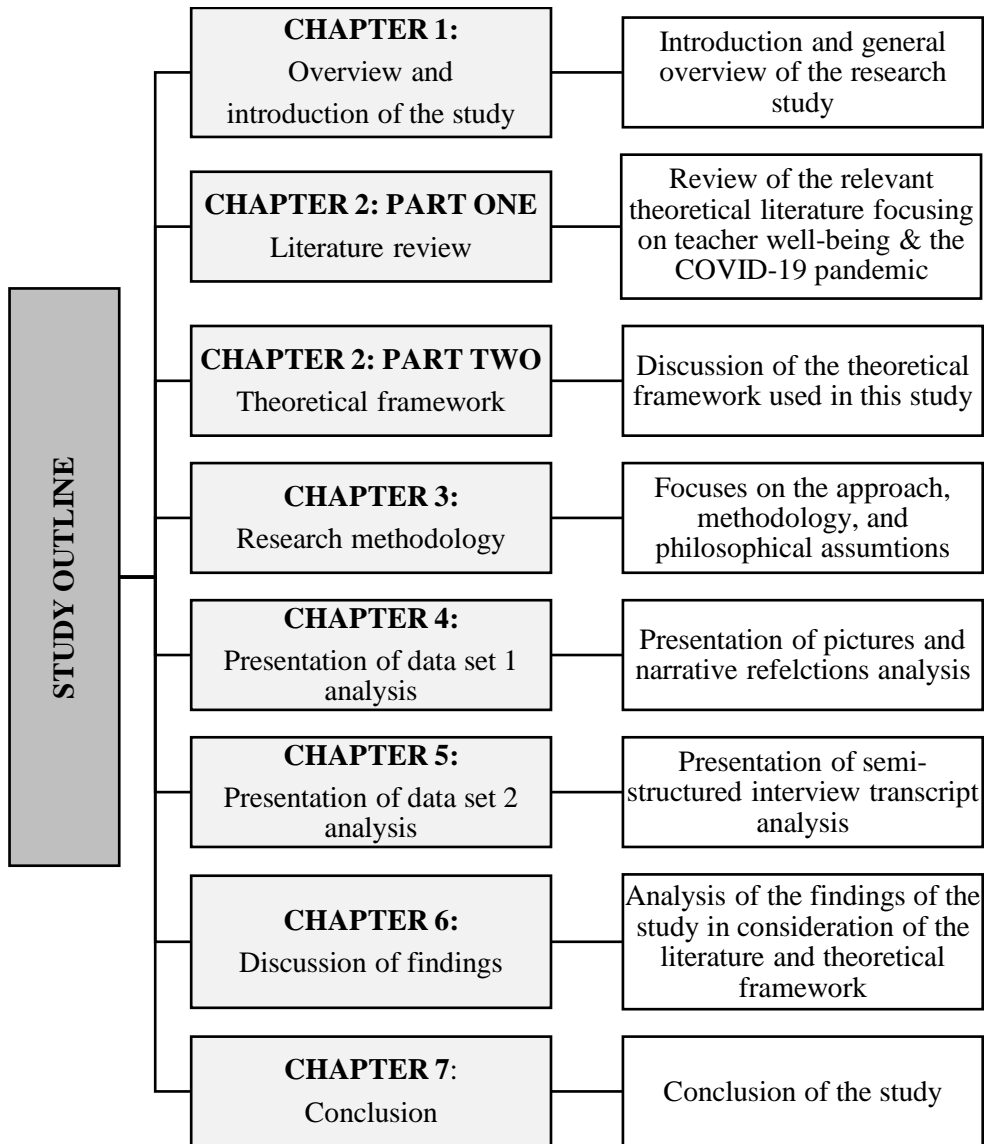 STUDY OUTLINE
CHAPTER 1:
Overview and
introduction of the study
Introduction and general
overview of the research
study
CHAPTER 2: PART ONE
Literature review
Review of the relevant
theoretical literature focusing
on teacher well-being & the
COVID-19 pandemic
CHAPTER 2: PART TWO
Theoretical framework
Discussion of the theoretical
framework used in this study
CHAPTER 3:
Research methodology
Focuses on the approach,
methodology, and
philosophical assumtions
CHAPTER 4:
Presentation of data set 1
analysis
Presentation of pictures and
narrative refelctions analysis
CHAPTER 5:
Presentation of data set 2
analysis
Presentation of semi-
structured interview transcript
analysis
CHAPTER 6:
Discussion of findings
Analysis of the findings of the
study in consideration of the
literature and theoretical
framework
CHAPTER 7:
Conclusion
Conclusion of the study